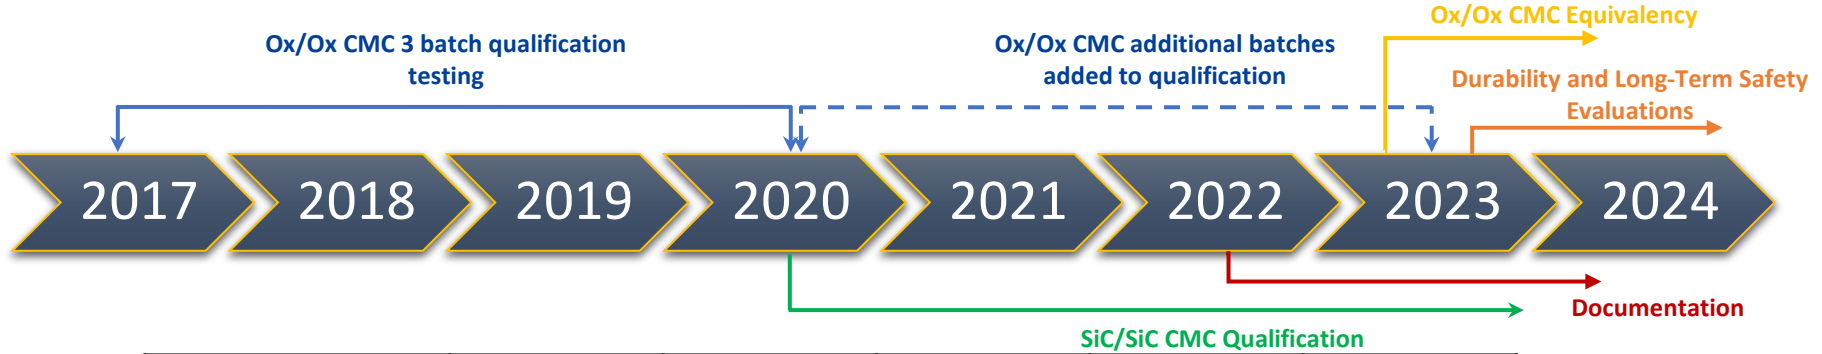 Ox/Ox CMC Equivalency
Ox/Ox CMC 3 batch qualification
testing
Ox/Ox CMC additional batches
added to qualification
Durability and Long-Term Safety
Evaluations
2017
2018
2019
2020
2021
2022
2023
2024
Documentation
SiC/SiC CMC Qualification